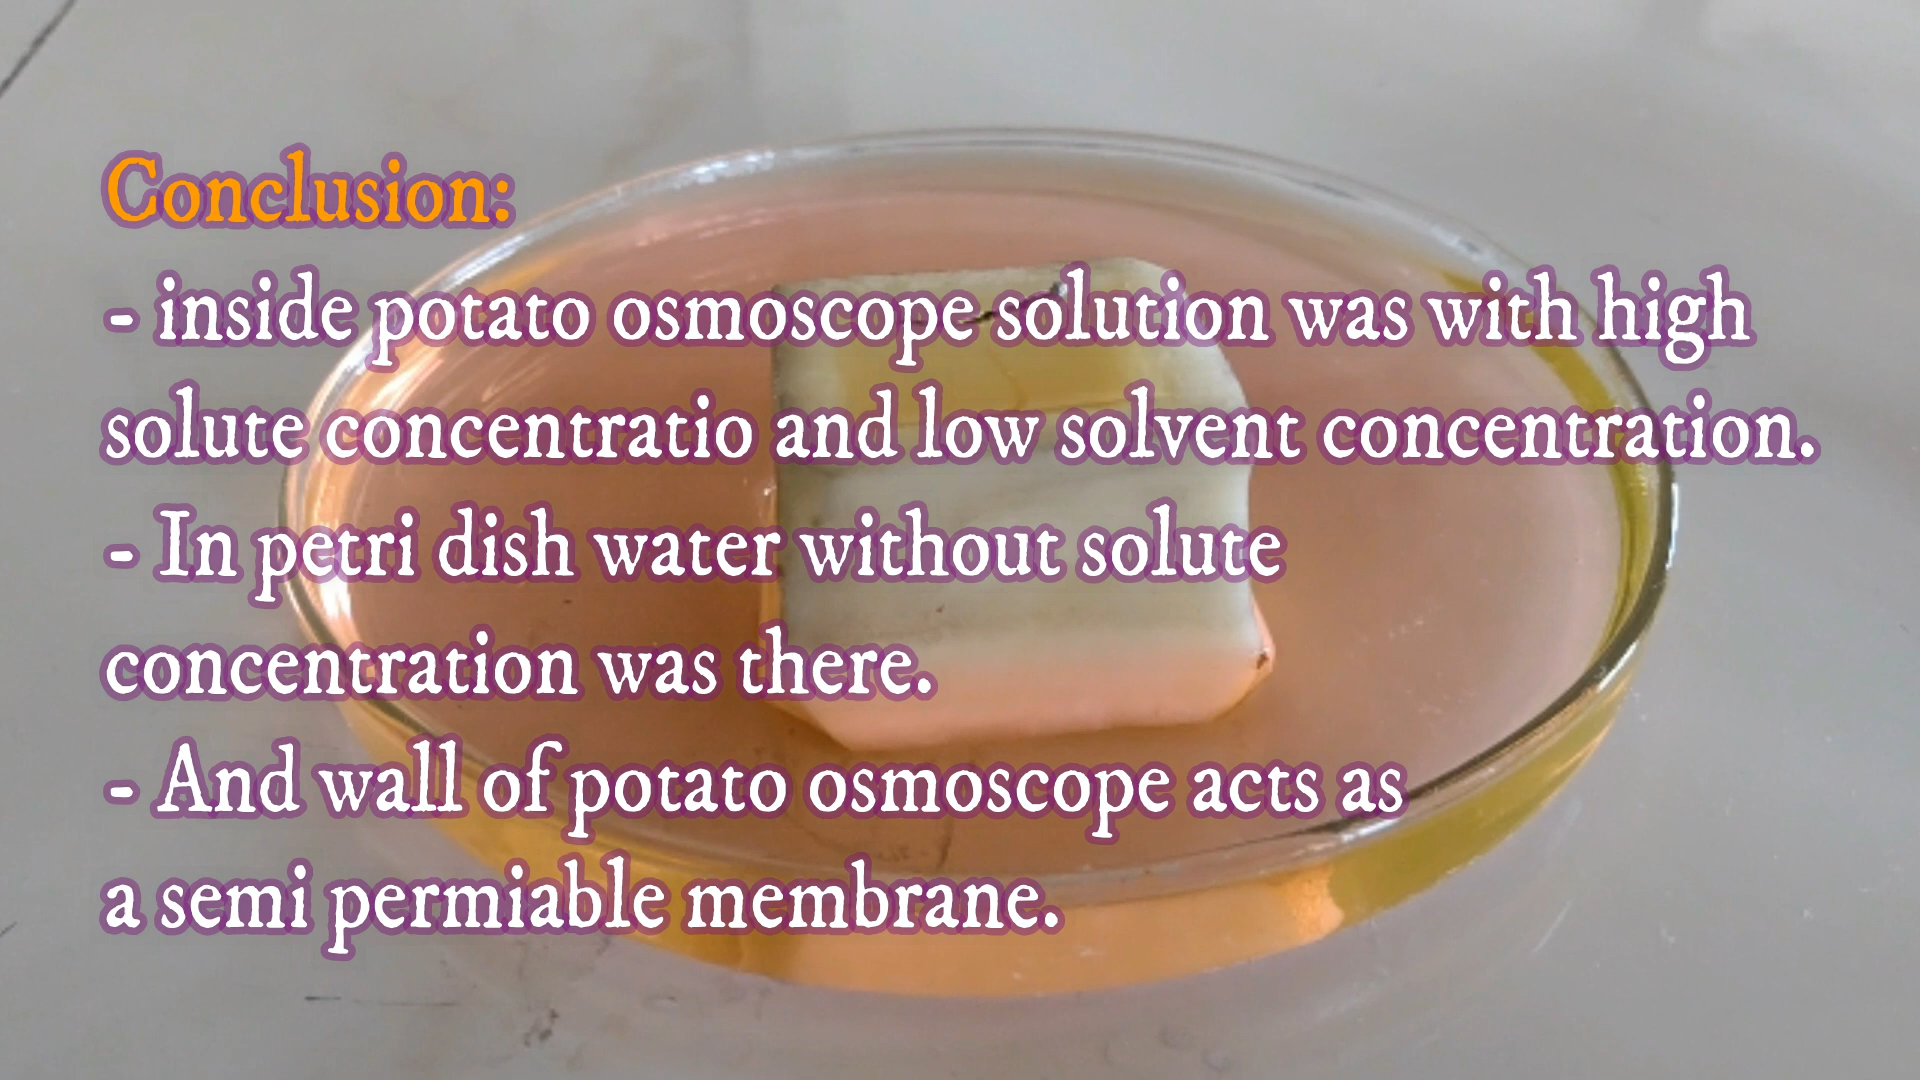 Conclusion:
- inside potato osmoscope solution was with high
solute concentratio and low solvent concentration.
- In petri dish water without solute
concentration was there.
- And wall of potato osmoscope acts as
a semi permiable membrane.